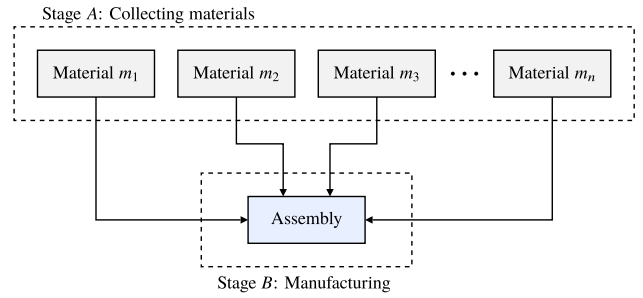 Stage A: Collecting materials
Material m₁ Material m₂ Material m₃ ··· Material mₙ
Assembly
Stage B: Manufacturing